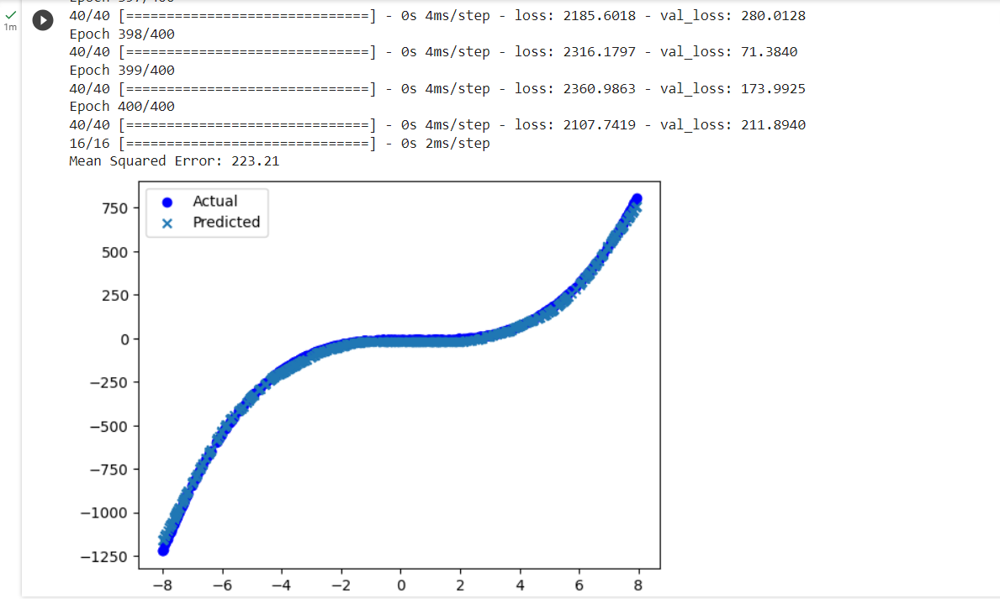 1m
40/40 [==============================] - 0s 4ms/step - loss: 2185.6018 - val_loss: 280.0128
Epoch 398/400
40/40 [==============================] - 0s 4ms/step - loss: 2316.1797 - val_loss: 71.3840
Epoch 399/400
40/40 [==============================] - 0s 4ms/step - loss: 2360.9863 - val_loss: 173.9925
Epoch 400/400
40/40 [==============================] - 0s 4ms/step - loss: 2107.7419 - val_loss: 211.8940
16/16 [==============================] - 0s 2ms/step
Mean Squared Error: 223.21
Actual
Predicted
750
500
250
0
−250
−500
−750
−1000
−1250
−8 −6 −4 −2 0 2 4 6 8